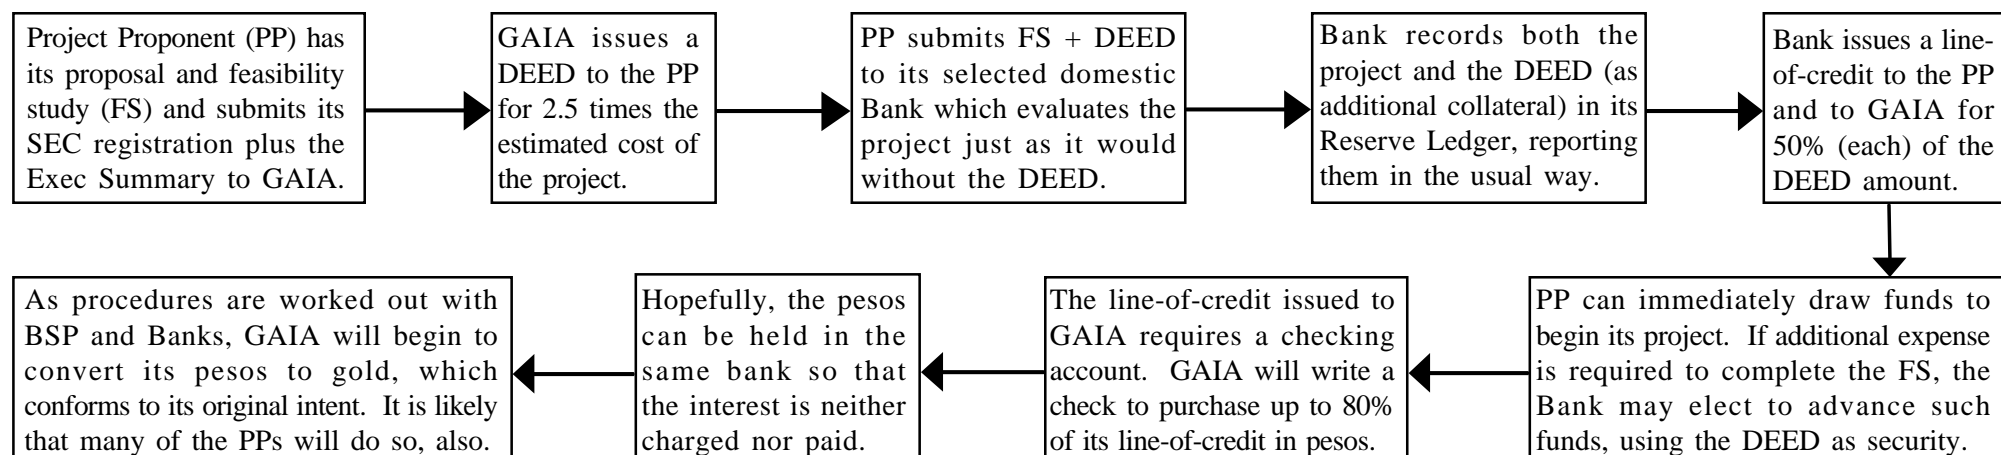 Project Proponent (PP) has
its proposal and feasibility
study (FS) and submits its
SEC registration plus the
Exec Summary to GAIA.
GAIA issues a
DEED to the PP
for 2.5 times the
estimated cost of
the project.
PP submits FS + DEED
to its selected domestic
Bank which evaluates the
project just as it would
without the DEED.
Bank records both the
project and the DEED (as
additional collateral) in its
Reserve Ledger, reporting
them in the usual way.
Bank issues a line-
of-credit to the PP
and to GAIA for
50% (each) of the
DEED amount.
PP can immediately draw funds to
begin its project. If additional expense
is required to complete the FS, the
Bank may elect to advance such
funds, using the DEED as security.
The line-of-credit issued to
GAIA requires a checking
account. GAIA will write a
check to purchase up to 80%
of its line-of-credit in pesos.
Hopefully, the pesos
can be held in the
same bank so that
the interest is neither
charged nor paid.
As procedures are worked out with
BSP and Banks, GAIA will begin to
convert its pesos to gold, which
conforms to its original intent. It is likely
that many of the PPs will do so, also.